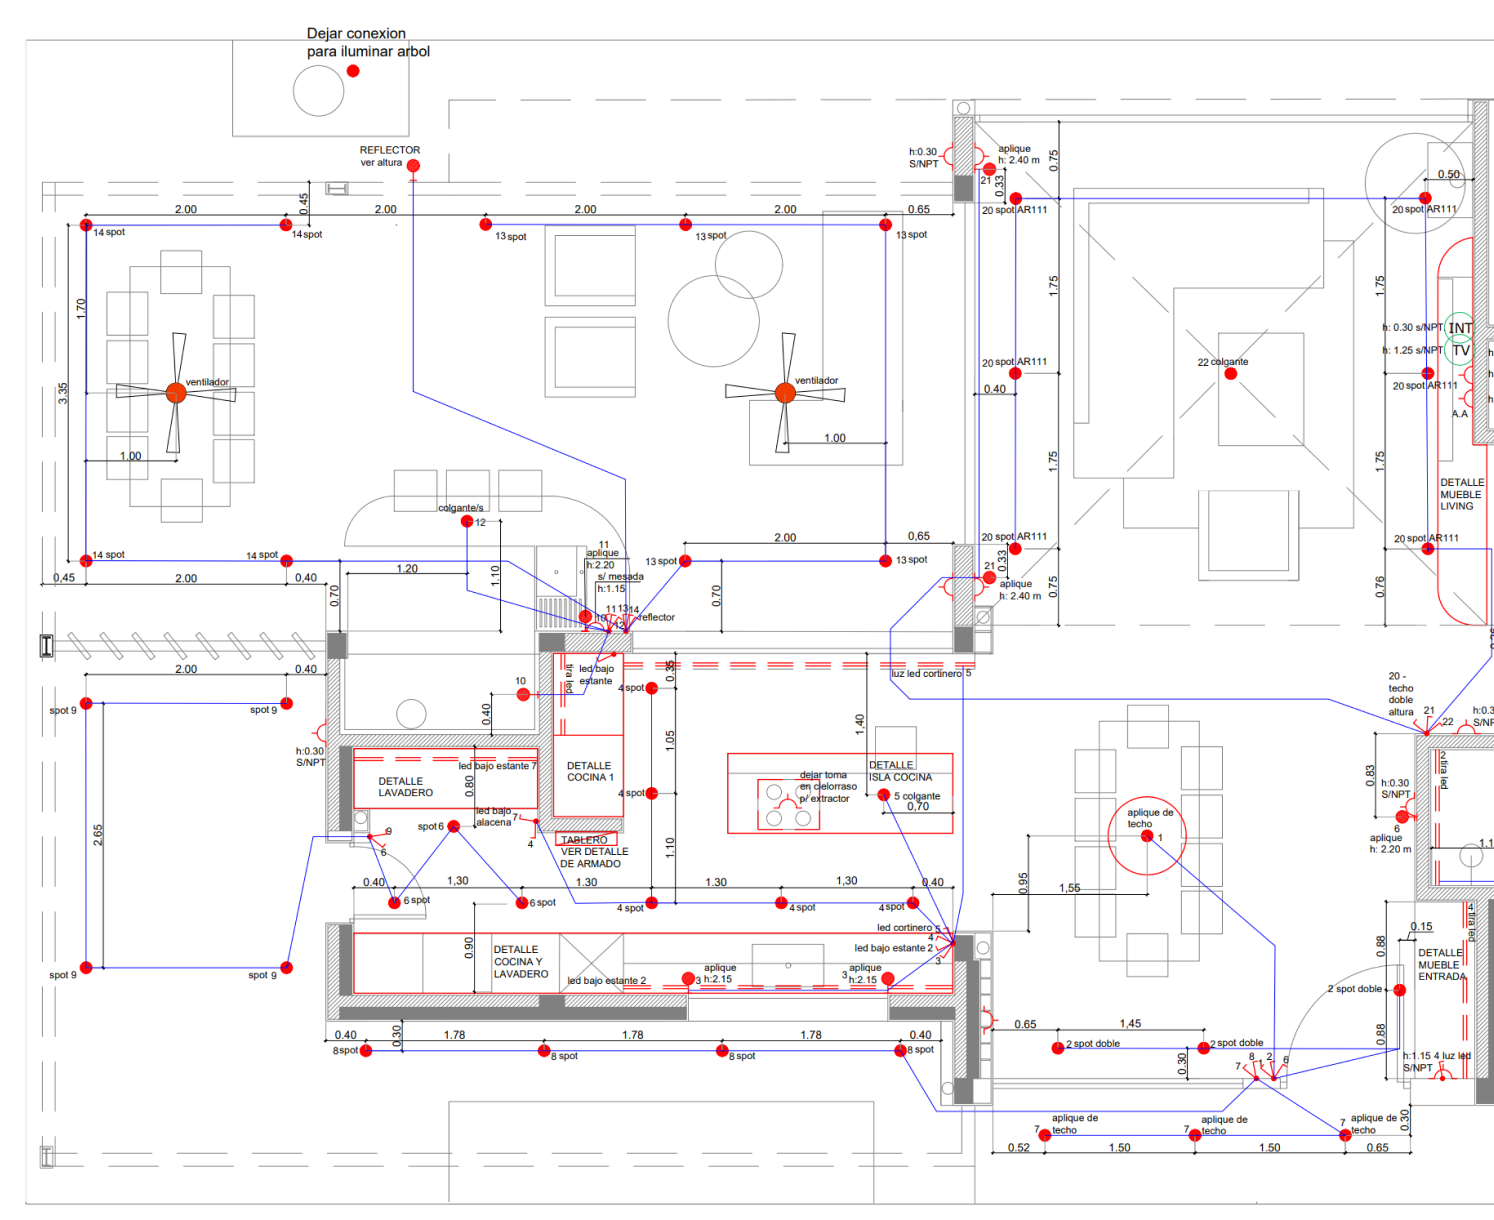 Dejar conexion
para iluminar arbol
REFLECTOR
ver altura
h:0.30
S/NPT
aplique
h: 2.40 m
21
0.33
0.75
0.50
2.00
0.45
2.00
2.00
2.00
0.65
20 spot AR111
20 spot AR111
14 spot
14 spot
13 spot
13 spot
13 spot
1.70
3.35
1.75
1.75
h: 0.30 s/NPT
INT
h: 1.25 s/NPT
TV
ventilador
ventilador
20 spot AR111
22 colgante
20 spot AR111
0.40
A.A
h
h
h
1.00
1.00
1.75
1.75
DETALLE
MUEBLE
LIVING
colgante/s
12
11
aplique
h:2.20
s/ mesada
h:1.15
2.00
0.65
20 spot AR111
20 spot AR111
14 spot
14 spot
13 spot
13 spot
0.33
21
aplique
h: 2.40 m
0.45
2.00
0.40
1.20
1.10
0.70
0.70
0.75
0.76
10
11
13
14
12
reflector
2.00
0.40
tira led
led bajo
estante
0.35
luz led cortinero 5
10
4 spot
spot 9
spot 9
0.40
1,40
20 -
techo
doble
altura
21
22
h:0.3
S/NP
h:0.30
S/NPT
1.05
DETALLE
COCINA 1
led bajo estante 7
DETALLE
LAVADERO
0.80
DETALLE
ISLA COCINA
dejar toma
en cielorraso
p/ extractor
5 colgante
0,70
0.83
h:0.30
S/NPT
2 tira led
4 spot
led bajo
alacena
7
4
spot 6
9
6
2.65
TABLERO
VER DETALLE
DE ARMADO
1.10
aplique de
techo
1
6
aplique
h: 2.20 m
1.1
0.40
1,30
1.30
1.30
1,30
0.40
0.95
1,55
6 spot
6 spot
4 spot
4 spot
4 spot
4 tira led
0.15
0.88
led cortinero
5
4
led bajo estante 2
3
0.90
DETALLE
COCINA Y
LAVADERO
DETALLE
MUEBLE
ENTRADA
spot 9
spot 9
led bajo estante 2
3
aplique
h:2.15
3
aplique
h:2.15
2 spot doble
0.65
1,45
0.88
0.40
0.30
1.78
1.78
1.78
0.40
8 spot
8 spot
8 spot
8 spot
2 spot doble
2 spot doble
0.30
7
8
1
2
6
h:1.15
S/NPT
4 luz led
0.30
7
aplique de
techo
7
aplique de
techo
7
aplique de
techo
0.52
1.50
1.50
0.65